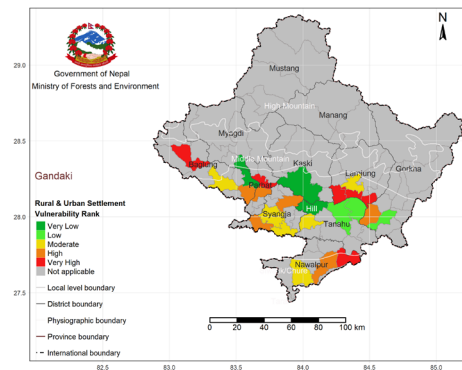 N
29.0
Mustang
Government of Nepal
Ministry of Forests and Environment
High Mountain
Manang
28.5
Myagdi
Middle Mountain
Kaski
Baglung
Lamjung
Gorkha
Gandaki
Parbat
Rural & Urban Settlement
Vulnerability Rank
Hill
Syangja
28.0
Tanahu
Very Low
Low
Moderate
High
Very High
Not applicable
Nawalpur
Local level boundary
27.5
District boundary
Physiographic boundary
0 20 40 60 80 100 km
Province boundary
International boundary
82.5 83.0 83.5 84.0 84.5 85.0